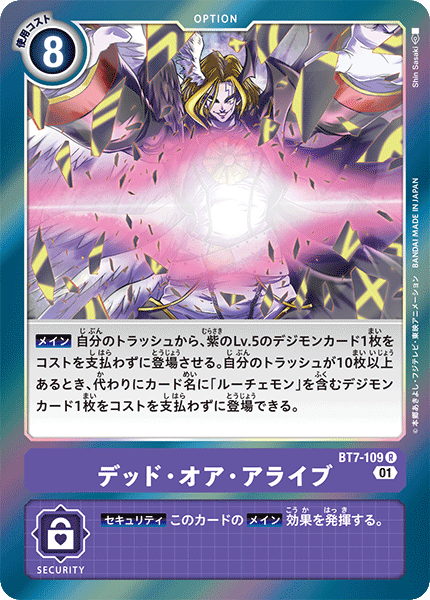 OPTION
使用コスト
8
Shin Sasaki
メイン 自分のトラッシュから、紫のLv.5のデジモンカード1枚を
コストを支払わずに登場させる。自分のトラッシュが10枚以上
あるとき、代わりにカード名に「ルーチェモン」を含むデジモン
カード1枚をコストを支払わずに登場できる。
©本郷あきよし・フジテレビ・東映アニメーション BANDAI MADE IN JAPAN
BT7-109 R
デッド・オア・アライブ
01
セキュリティ このカードの メイン 効果を発揮する。
SECURITY